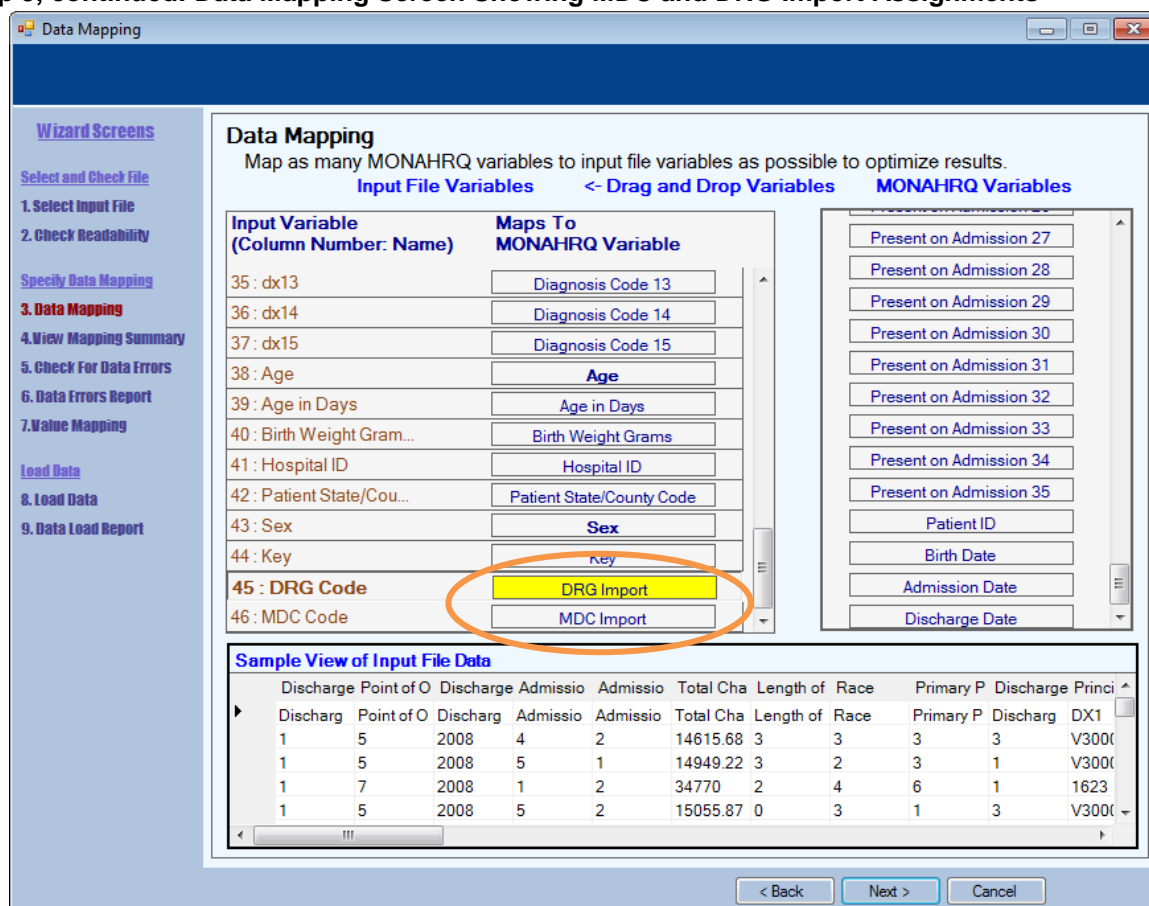 continued: Data Mapping Screen Showing MDC and DRG Import Assignments
Data Mapping
Wizard Screens
Select and Check File
1. Select Input File
2. Check Readability
Specify Data Mapping
3. Data Mapping
4.View Mapping Summary
5. Check For Data Errors
6. Data Errors Report
7.Value Mapping
Load Data
8. Load Data
9. Data Load Report
Data Mapping
Map as many MONAHRQ variables to input file variables as possible to optimize results.
Input File Variables <- Drag and Drop Variables MONAHRQ Variables
Input Variable Maps To
(Column Number: Name) MONAHRQ Variable
35 : dx13 Diagnosis Code 13
36 : dx14 Diagnosis Code 14
37 : dx15 Diagnosis Code 15
38 : Age Age
39 : Age in Days Age in Days
40 : Birth Weight Gram... Birth Weight Grams
41 : Hospital ID Hospital ID
42 : Patient State/Cou... Patient State/County Code
43 : Sex Sex
44 : Key Key
45 : DRG Code DRG Import
46 : MDC Code MDC Import
Present on Admission 27
Present on Admission 28
Present on Admission 29
Present on Admission 30
Present on Admission 31
Present on Admission 32
Present on Admission 33
Present on Admission 34
Present on Admission 35
Patient ID
Birth Date
Admission Date
Discharge Date
Sample View of Input File Data
Discharge Point of O Discharge Admissio Admissio Total Cha Length of Race Primary P Discharge Princi
Discharg Point of O Discharg Admissio Admissio Total Cha Length of Race Primary P Discharg DX1
1 5 2008 4 2 14615.68 3 3 3 3 V3000
1 5 2008 5 1 14949.22 3 2 3 1 V3000
1 7 2008 1 2 34770 2 4 6 1 1623
1 5 2008 5 2 15055.87 0 3 1 3 V3000
< Back Next > Cancel